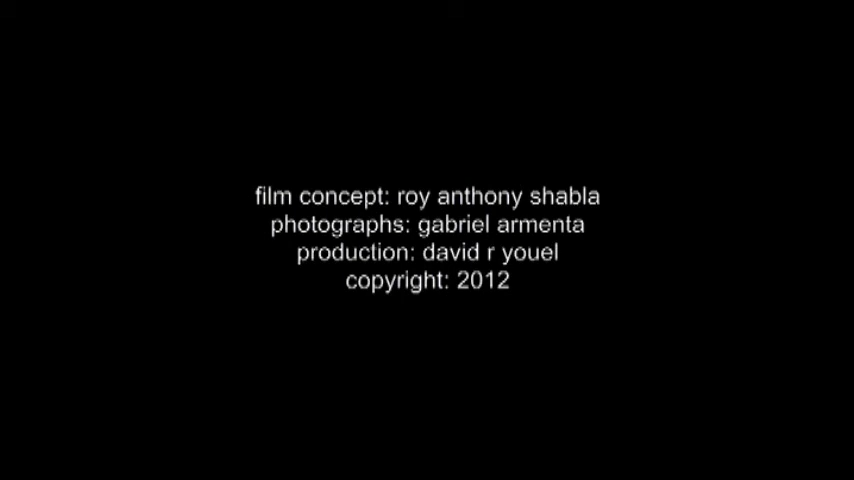 film concept: roy anthony shabla
photographs: gabriel armenta
production: david r youel
copyright: 2012